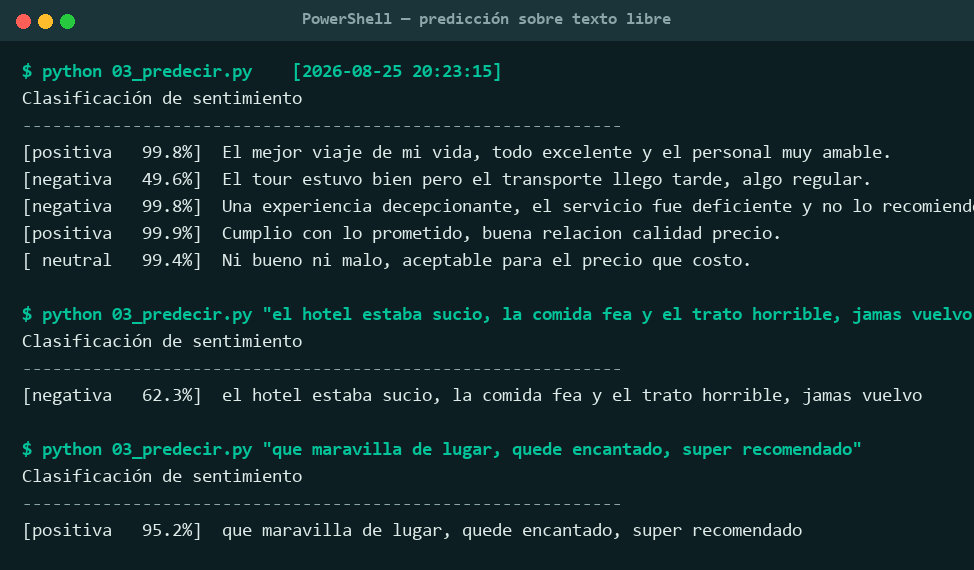 PowerShell — predicción sobre texto libre
$ python 03_predecir.py    [2026-08-25 20:23:15]
Clasificación de sentimiento
------------------------------------------------------------
[positiva   99.8%]  El mejor viaje de mi vida, todo excelente y el personal muy amable.
[negativa   49.6%]  El tour estuvo bien pero el transporte llego tarde, algo regular.
[negativa   99.8%]  Una experiencia decepcionante, el servicio fue deficiente y no lo recomiend
[positiva   99.9%]  Cumplio con lo prometido, buena relacion calidad precio.
[ neutral   99.4%]  Ni bueno ni malo, aceptable para el precio que costo.
$ python 03_predecir.py "el hotel estaba sucio, la comida fea y el trato horrible, jamas vuelvo
Clasificación de sentimiento
------------------------------------------------------------
[negativa   62.3%]  el hotel estaba sucio, la comida fea y el trato horrible, jamas vuelvo
$ python 03_predecir.py "que maravilla de lugar, quede encantado, super recomendado"
Clasificación de sentimiento
------------------------------------------------------------
[positiva   95.2%]  que maravilla de lugar, quede encantado, super recomendado